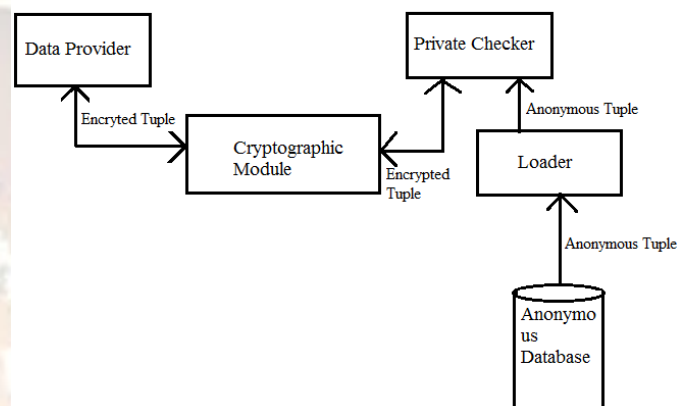 Data Provider
Private Checker
Encryted Tuple
Anonymous Tuple
Cryptographic
Module
Loader
Encrypted
Tuple
Anonymous Tuple
Anonymo
us
Database